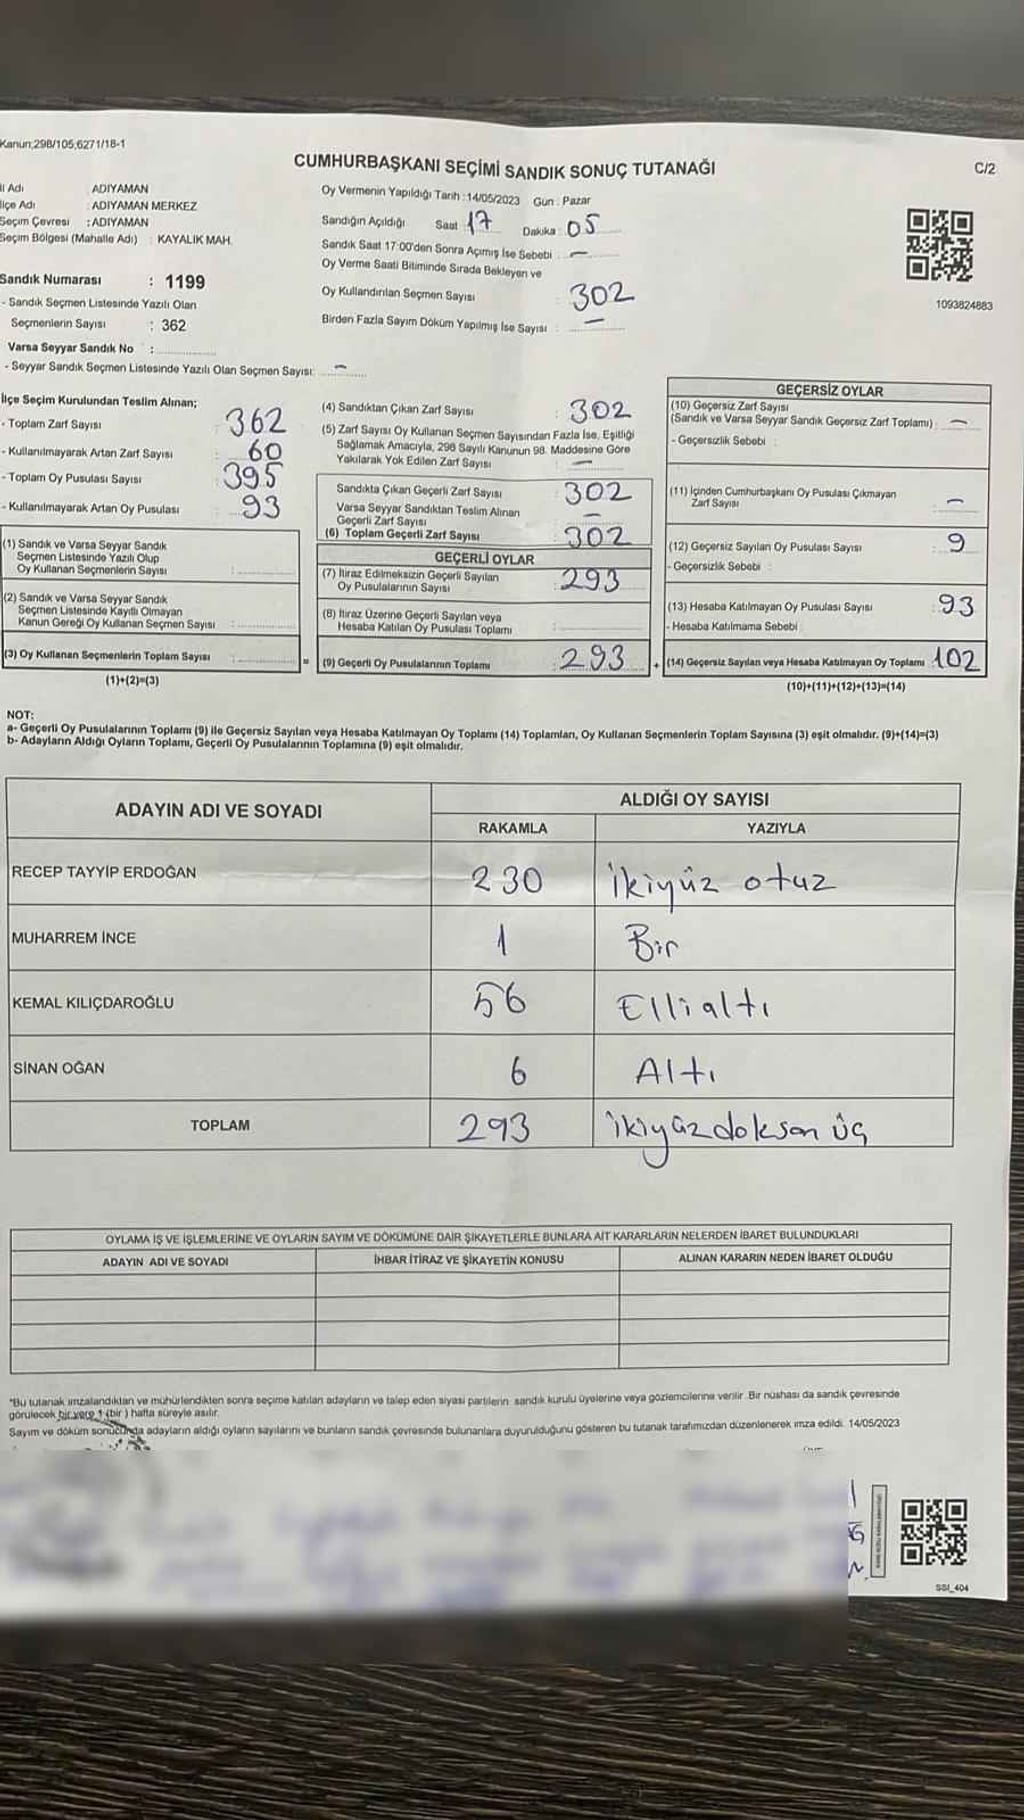 Kanun;298/105;6271/18-1
CUMHURBAŞKANI SEÇİMİ SANDIK SONUÇ TUTANAĞI
C/2
İl Adı ADIYAMAN
İlçe Adı ADIYAMAN MERKEZ
Seçim Çevresi : ADIYAMAN
Seçim Bölgesi (Mahalle Adı) : KAYALIK MAH.
Sandık Numarası : 1199
- Sandık Seçmen Listesinde Yazılı Olan
Seçmenlerin Sayısı : 362
Varsa Seyyar Sandık No :
- Seyyar Sandık Seçmen Listesinde Yazılı Olan Seçmen Sayısı: –
Oy Vermenin Yapıldığı Tarih : 14/05/2023 Gün : Pazar
Sandığın Açıldığı Saat 17 Dakika : 05
Sandık Saat 17:00'den Sonra Açılmış İse Sebebi : –
Oy Verme Saati Bitiminde Sırada Bekleyen ve
Oy Kullandırılan Seçmen Sayısı : 302
Birden Fazla Sayım Döküm Yapılmış İse Sayısı : –
1093824883
İlçe Seçim Kurulundan Teslim Alınan;
- Toplam Zarf Sayısı : 362
- Kullanılmayarak Artan Zarf Sayısı : 60
- Toplam Oy Pusulası Sayısı : 395
- Kullanılmayarak Artan Oy Pusulası : 93
(1) Sandık ve Varsa Seyyar Sandık
Seçmen Listesinde Yazılı Olup
Oy Kullanan Seçmenlerin Sayısı :
(2) Sandık ve Varsa Seyyar Sandık
Seçmen Listesinde Kayıtlı Olmayan
Kanun Gereği Oy Kullanan Seçmen Sayısı :
(3) Oy Kullanan Seçmenlerin Toplam Sayısı :
(1)+(2)=(3)
=
(4) Sandıktan Çıkan Zarf Sayısı : 302
(5) Zarf Sayısı Oy Kullanan Seçmen Sayısından Fazla İse, Eşitliği
Sağlamak Amacıyla, 298 Sayılı Kanunun 98. Maddesine Göre
Yakılarak Yok Edilen Zarf Sayısı –
Sandıkta Çıkan Geçerli Zarf Sayısı 302
Varsa Seyyar Sandıktan Teslim Alınan
Geçerli Zarf Sayısı –
(6) Toplam Geçerli Zarf Sayısı 302
GEÇERLİ OYLAR
(7) İtiraz Edilmeksizin Geçerli Sayılan
Oy Pusulalarının Sayısı : 293
(8) İtiraz Üzerine Geçerli Sayılan veya
Hesaba Katılan Oy Pusulası Toplamı :
(9) Geçerli Oy Pusulalarının Toplamı : 293
+
GEÇERSİZ OYLAR
(10) Geçersiz Zarf Sayısı
(Sandık ve Varsa Seyyar Sandık Geçersiz Zarf Toplamı) : –
- Geçersizlik Sebebi :
(11) İçinden Cumhurbaşkanı Oy Pusulası Çıkmayan
Zarf Sayısı : –
(12) Geçersiz Sayılan Oy Pusulası Sayısı : 9
- Geçersizlik Sebebi :
(13) Hesaba Katılmayan Oy Pusulası Sayısı : 93
- Hesaba Katılmama Sebebi
(14) Geçersiz Sayılan veya Hesaba Katılmayan Oy Toplamı 102
(10)+(11)+(12)+(13)=(14)
NOT:
a- Geçerli Oy Pusulalarının Toplamı (9) ile Geçersiz Sayılan veya Hesaba Katılmayan Oy Toplamı (14) Toplamları, Oy Kullanan Seçmenlerin Toplam Sayısına (3) eşit olmalıdır. (9)+(14)=(3)
b- Adayların Aldığı Oyların Toplamı, Geçerli Oy Pusulalarının Toplamına (9) eşit olmalıdır.
ADAYIN ADI VE SOYADI
ALDIĞI OY SAYISI
RAKAMLA YAZIYLA
RECEP TAYYİP ERDOĞAN 230 İkiyüz otuz
MUHARREM İNCE 1 Bir
KEMAL KILIÇDAROĞLU 56 Ellialtı
SİNAN OĞAN 6 Altı
TOPLAM 293 ikiyüzdoksan üç
OYLAMA İŞ VE İŞLEMLERİNE VE OYLARIN SAYIM VE DÖKÜMÜNE DAİR ŞİKAYETLERLE BUNLARA AİT KARARLARIN NELERDEN İBARET BULUNDUKLARI
ADAYIN ADI VE SOYADI İHBAR İTİRAZ VE ŞİKAYETİN KONUSU ALINAN KARARIN NEDEN İBARET OLDUĞU
*Bu tutanak imzalandıktan ve mühürlendikten sonra seçime katılan adayların ve talep eden siyasi partilerin sandık kurulu üyelerine veya gözlemcilerine verilir. Bir nüshası da sandık çevresinde
görülecek bir yere 1 (bir) hafta süreyle asılır.
Sayım ve döküm sonucunda adayların aldığı oyların sayılarını ve bunların sandık çevresinde bulunanlara duyurulduğunu gösteren bu tutanak tarafımızdan düzenlenerek imza edildi. 14/05/2023
SSI_404